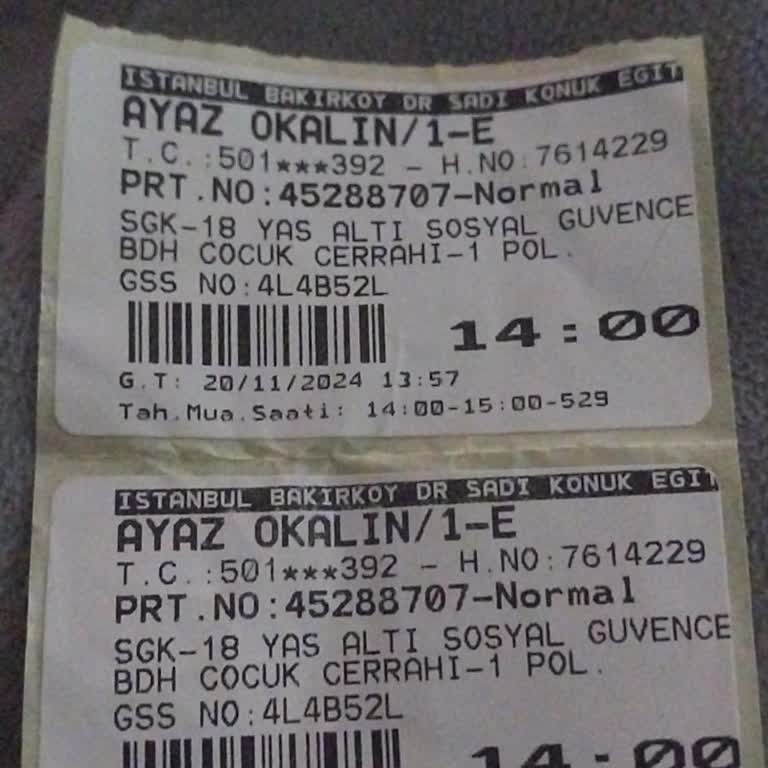 ISTANBUL BAKIRKOY DR SADI KONUK EGIT
AYAZ OKALIN/1-E
T.C.:501***392 - H.NO:7614229
PRT.NO:45288707-Normal
SGK-18 YAS ALTI SOSYAL GUVENCE
BDH COCUK CERRAHI-1 POL.
GSS NO:4L4B52L
14:00
G.T: 20/11/2024 13:57
Tah.Mua.Saati: 14:00-15:00-529
ISTANBUL BAKIRKOY DR SADI KONUK EGIT
AYAZ OKALIN/1-E
T.C.:501***392 - H.NO:7614229
PRT.NO:45288707-Normal
SGK-18 YAS ALTI SOSYAL GUVENCE
BDH COCUK CERRAHI-1 POL.
GSS NO:4L4B52L
14:00